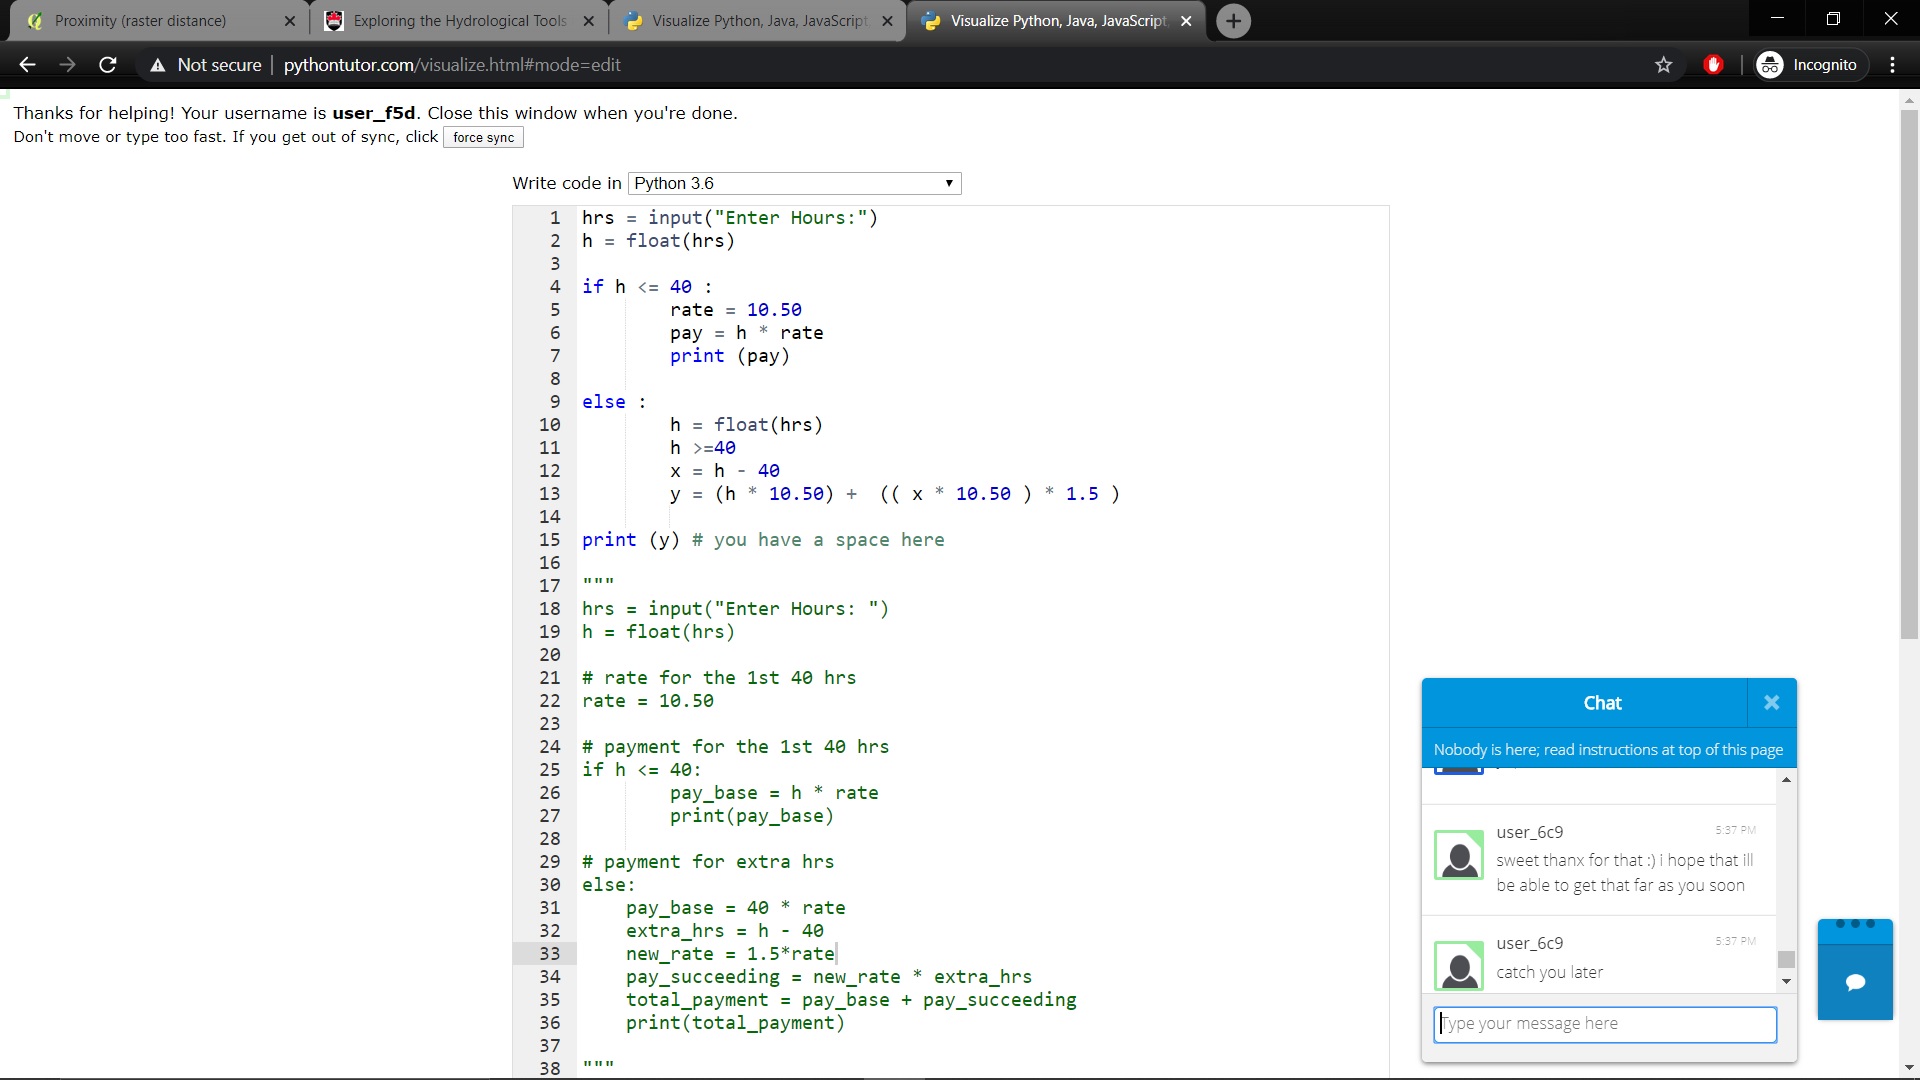 Proximity (raster distance)
Exploring the Hydrological Tools
Visualize Python, Java, JavaScript,
Visualize Python, Java, JavaScript,
Not secure
pythontutor.com/visualize.html#mode=edit
Incognito
Thanks for helping! Your username is user_f5d. Close this window when you're done.
Don't move or type too fast. If you get out of sync, click force sync
Write code in Python 3.6
1 hrs = input("Enter Hours:")
2 h = float(hrs)
3
4 if h <= 40 :
5 rate = 10.50
6 pay = h * rate
7 print (pay)
8
9 else :
10 h = float(hrs)
11 h >=40
12 x = h - 40
13 y = (h * 10.50) + (( x * 10.50 ) * 1.5 )
14
15 print (y) # you have a space here
16
17 """
18 hrs = input("Enter Hours: ")
19 h = float(hrs)
20
21 # rate for the 1st 40 hrs
22 rate = 10.50
23
24 # payment for the 1st 40 hrs
25 if h <= 40:
26 pay_base = h * rate
27 print(pay_base)
28
29 # payment for extra hrs
30 else:
31 pay_base = 40 * rate
32 extra_hrs = h - 40
33 new_rate = 1.5*rate
34 pay_succeeding = new_rate * extra_hrs
35 total_payment = pay_base + pay_succeeding
36 print(total_payment)
37
38 """
Chat
Nobody is here; read instructions at top of this page
user_6c9 5:37 PM
sweet thanx for that :) i hope that ill
be able to get that far as you soon
user_6c9 5:37 PM
catch you later
Type your message here